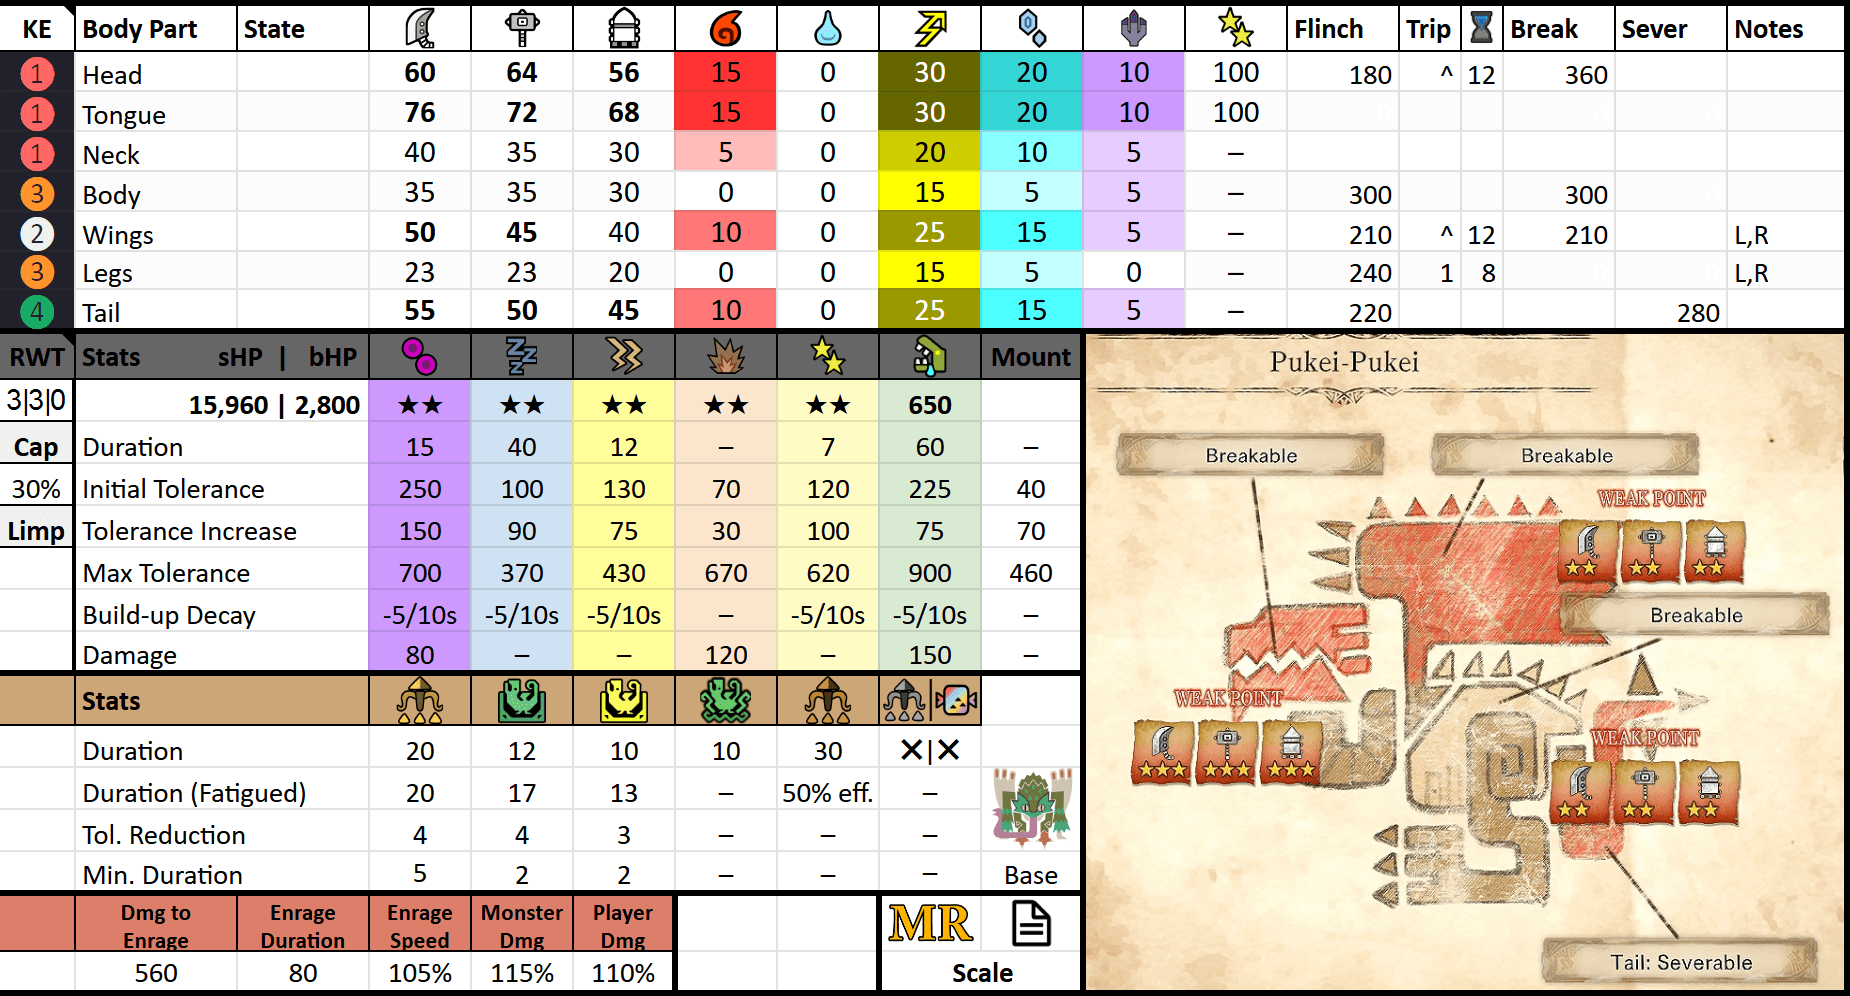 KE Body Part State Flinch Trip Break Sever Notes
1 Head 60 64 56 15 0 30 20 10 100 180 ^ 12 360
1 Tongue 76 72 68 15 0 30 20 10 100
1 Neck 40 35 30 5 0 20 10 5 –
3 Body 35 35 30 0 0 15 5 5 – 300 300
2 Wings 50 45 40 10 0 25 15 5 – 210 ^ 12 210 L,R
3 Legs 23 23 20 0 0 15 5 0 – 240 1 8 L,R
4 Tail 55 50 45 10 0 25 15 5 – 220 280
RWT Stats sHP | bHP Mount
3|3|0 15,960 | 2,800 ★★ ★★ ★★ ★★ ★★ 650
Cap Duration 15 40 12 – 7 60 –
30% Initial Tolerance 250 100 130 70 120 225 40
Limp Tolerance Increase 150 90 75 30 100 75 70
Max Tolerance 700 370 430 670 620 900 460
Build-up Decay -5/10s -5/10s -5/10s – -5/10s -5/10s –
Damage 80 – – 120 – 150 –
Stats
Duration 20 12 10 10 30 ✕|✕
Duration (Fatigued) 20 17 13 – 50% eff. –
Tol. Reduction 4 4 3 – – –
Min. Duration 5 2 2 – – – Base
Dmg to Enrage Enrage Duration Enrage Speed Monster Dmg Player Dmg MR
560 80 105% 115% 110% Scale
Pukei-Pukei
Breakable
Breakable
WEAK POINT
Breakable
WEAK POINT
WEAK POINT
Tail: Severable